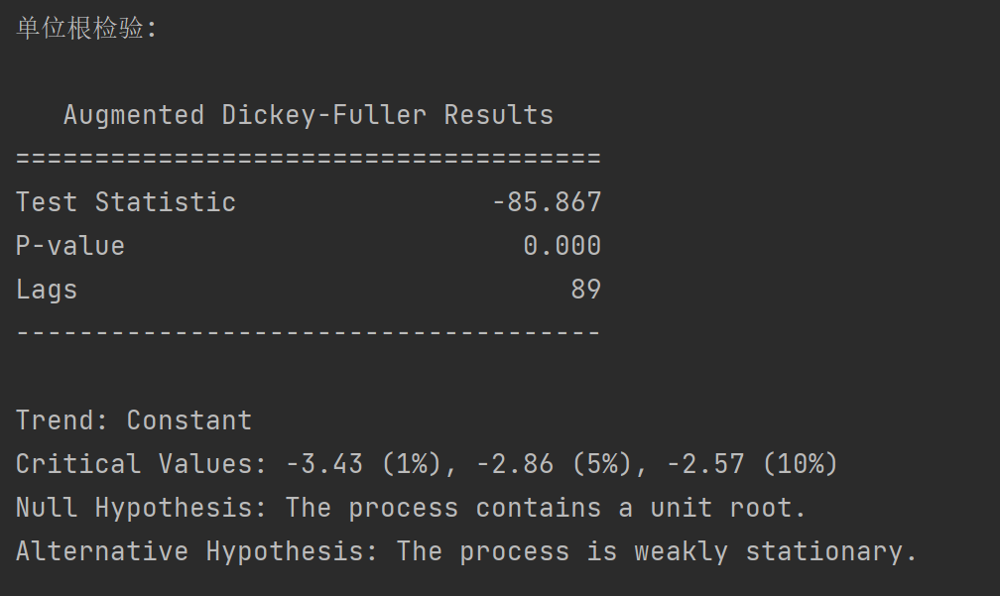 单位根检验：
Augmented Dickey-Fuller Results
=====================================
Test Statistic                -85.867
P-value                         0.000
Lags                               89
-------------------------------------
Trend: Constant
Critical Values: -3.43 (1%), -2.86 (5%), -2.57 (10%)
Null Hypothesis: The process contains a unit root.
Alternative Hypothesis: The process is weakly stationary.